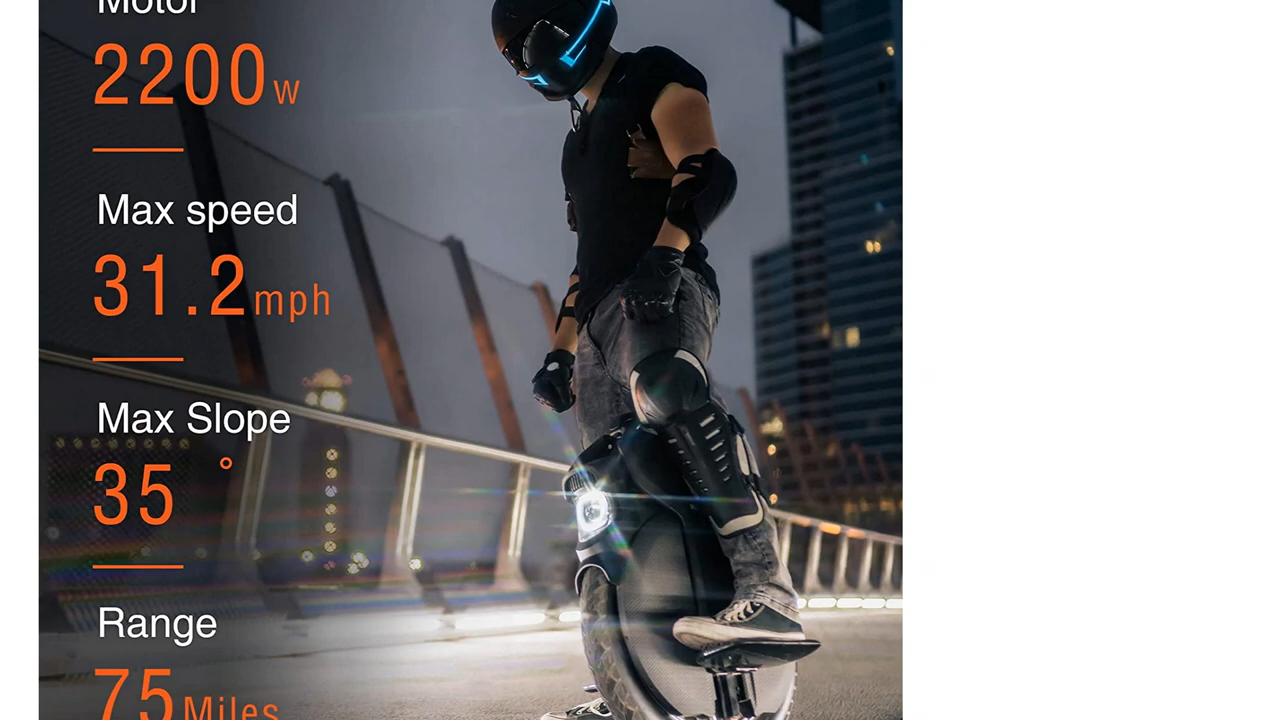 Motor
2200w
Max speed
31.2mph
Max Slope
35°
Range
75Miles